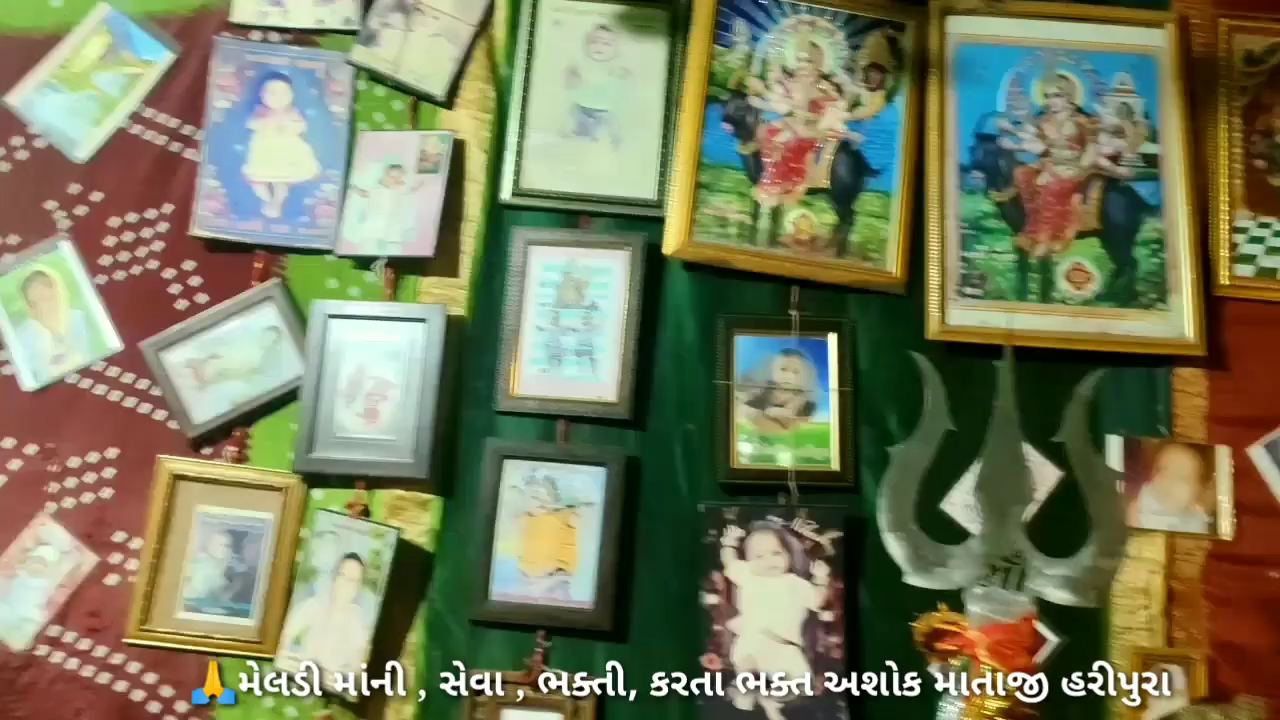 🙏મેલડી માંની , સેવા , ભક્તી, કરતા ભક્ત અશોક માતાજી હરીપુરા